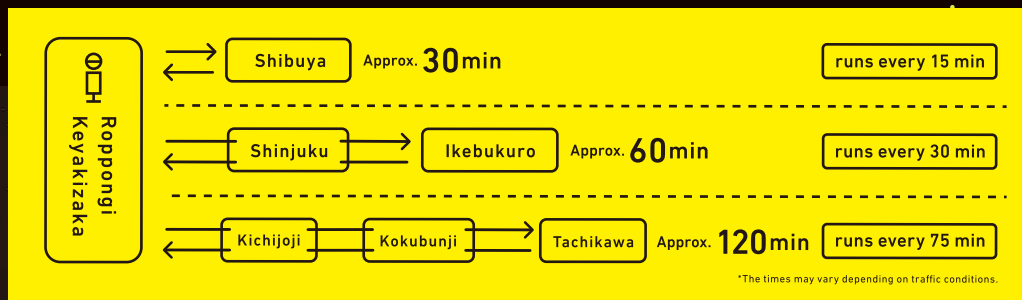 Roppongi
Keyakizaka
Shibuya Approx. 30min runs every 15 min
Shinjuku Ikebukuro Approx. 60min runs every 30 min
Kichijoji Kokubunji Tachikawa Approx. 120min runs every 75 min
*The times may vary depending on traffic conditions.